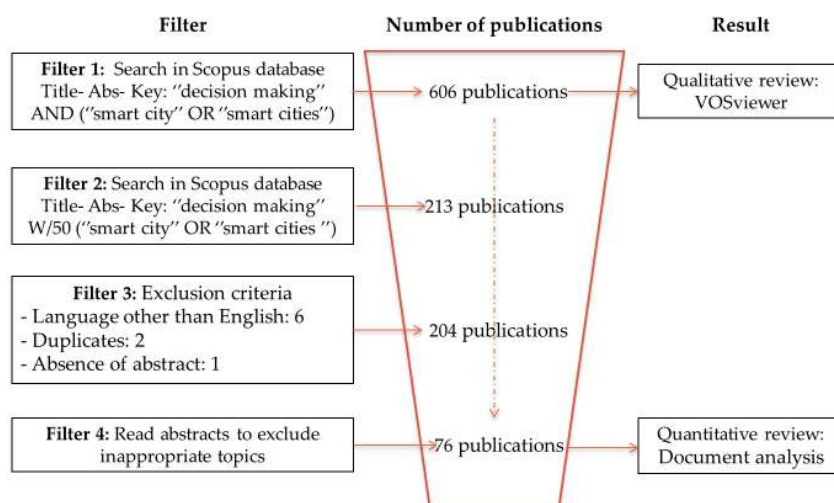 Filter
Number of publications
Result
Filter 1: Search in Scopus database
Title- Abs- Key: ‘‘decision making’’
AND (‘‘smart city’’ OR ‘‘smart cities’’)
606 publications
Qualitative review:
VOSviewer
Filter 2: Search in Scopus database
Title- Abs- Key: ‘‘decision making’’
W/50 (‘‘smart city’’ OR ‘‘smart cities ’’)
213 publications
Filter 3: Exclusion criteria
- Language other than English: 6
- Duplicates: 2
- Absence of abstract: 1
204 publications
Filter 4: Read abstracts to exclude
inappropriate topics
76 publications
Quantitative review:
Document analysis